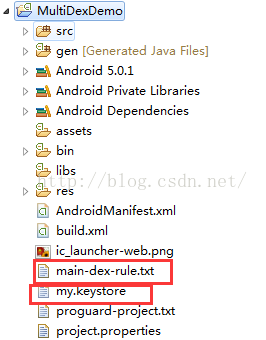 MultiDexDemo
src
gen [Generated Java Files]
Android 5.0.1
Android Private Libraries
Android Dependencies
assets
bin
libs
http://blog.csdn.net/
res
AndroidManifest.xml
build.xml
ic_launcher-web.png
main-dex-rule.txt
my.keystore
proguard-project.txt
project.properties